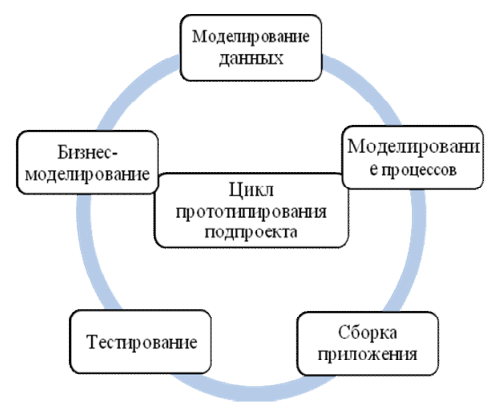 Моделирование
данных
Бизнес-
моделирование
Моделировани
е процессов
Цикл
прототипирования
подпроекта
Тестирование
Сборка
приложения